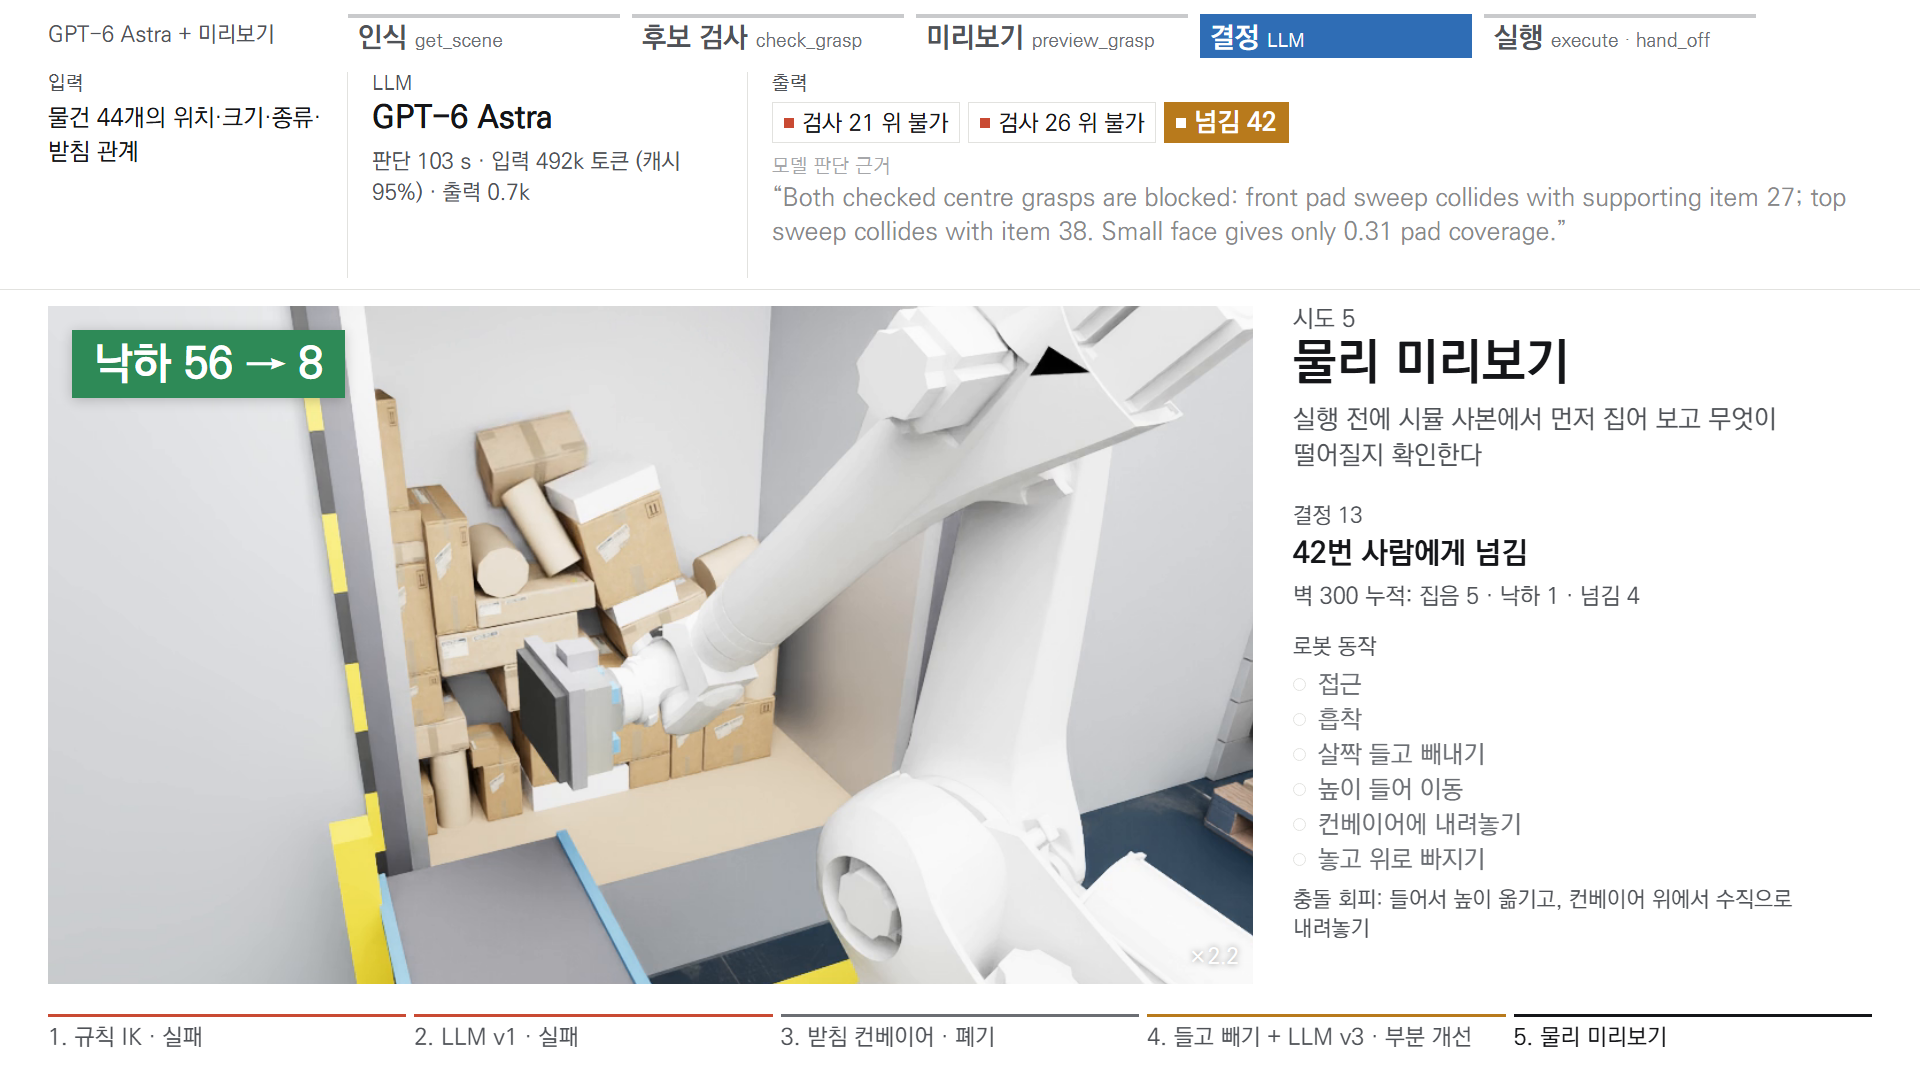 GPT-6 Astra + 미리보기
인식 get_scene
후보 검사 check_grasp
미리보기 preview_grasp
결정 LLM
실행 execute · hand_off
입력
물건 44개의 위치·크기·종류·
받침 관계
LLM
GPT-6 Astra
판단 103 s · 입력 492k 토큰 (캐시
95%) · 출력 0.7k
출력
검사 21 위 불가
검사 26 위 불가
넘김 42
모델 판단 근거
“Both checked centre grasps are blocked: front pad sweep collides with supporting item 27; top
sweep collides with item 38. Small face gives only 0.31 pad coverage.”
낙하 56 → 8
×2.2
시도 5
물리 미리보기
실행 전에 시뮬 사본에서 먼저 집어 보고 무엇이
떨어질지 확인한다
결정 13
42번 사람에게 넘김
벽 300 누적: 집음 5 · 낙하 1 · 넘김 4
로봇 동작
접근
흡착
살짝 들고 빼내기
높이 들어 이동
컨베이어에 내려놓기
놓고 위로 빠지기
충돌 회피: 들어서 높이 옮기고, 컨베이어 위에서 수직으로
내려놓기
1. 규칙 IK · 실패
2. LLM v1 · 실패
3. 받침 컨베이어 · 폐기
4. 들고 빼기 + LLM v3 · 부분 개선
5. 물리 미리보기